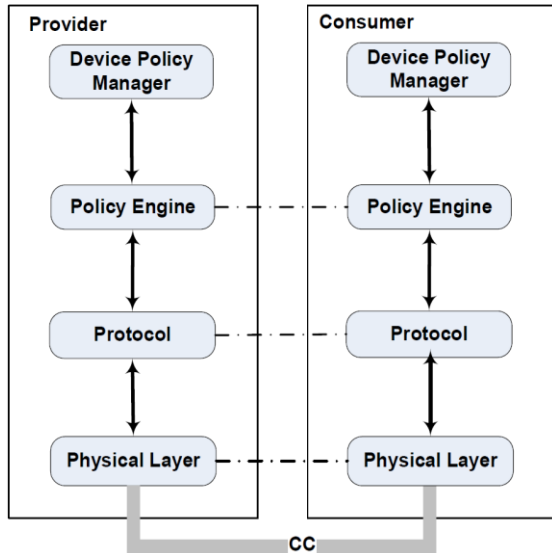 Provider
Device Policy
Manager
Policy Engine
Protocol
Physical Layer
Consumer
Device Policy
Manager
Policy Engine
Protocol
Physical Layer
CC